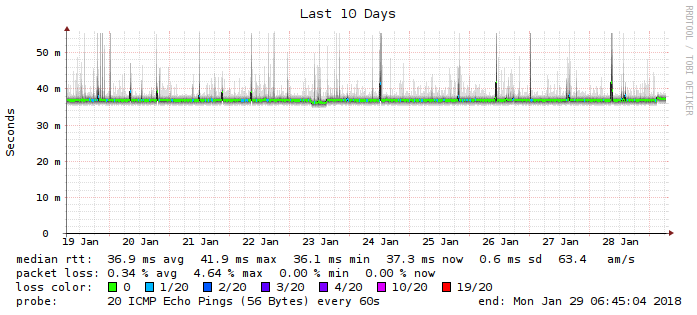 Last 10 Days
RRDTOOL / TOBI OETIKER
Seconds
50 m
40 m
30 m
20 m
10 m
0
19 Jan 20 Jan 21 Jan 22 Jan 23 Jan 24 Jan 25 Jan 26 Jan 27 Jan 28 Jan
median rtt: 36.9 ms avg 41.9 ms max 36.1 ms min 37.3 ms now 0.6 ms sd 63.4 am/s
packet loss: 0.34 % avg 4.64 % max 0.00 % min 0.00 % now
loss color: 0 1/20 2/20 3/20 4/20 10/20 19/20
probe: 20 ICMP Echo Pings (56 Bytes) every 60s end: Mon Jan 29 06:45:04 2018